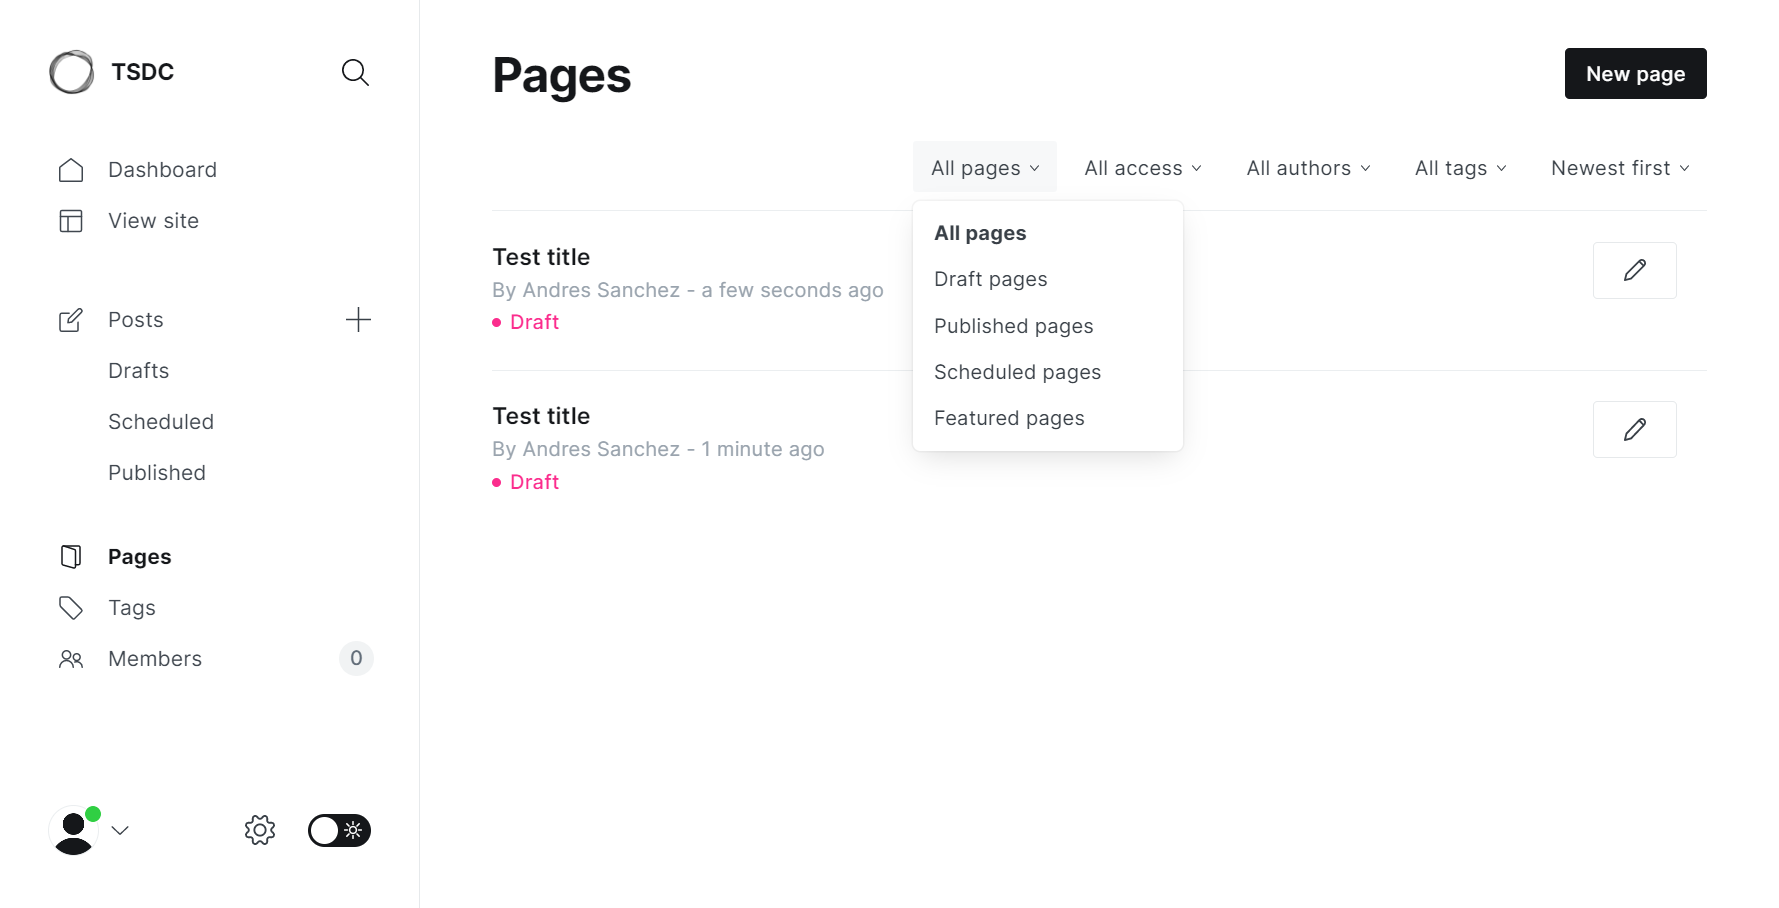 TSDC
Dashboard
View site
Posts
Drafts
Scheduled
Published
Pages
Tags
Members 0
Pages
New page
All pages All access All authors All tags Newest first
All pages
Draft pages
Published pages
Scheduled pages
Featured pages
Test title
By Andres Sanchez - a few seconds ago
Draft
Test title
By Andres Sanchez - 1 minute ago
Draft